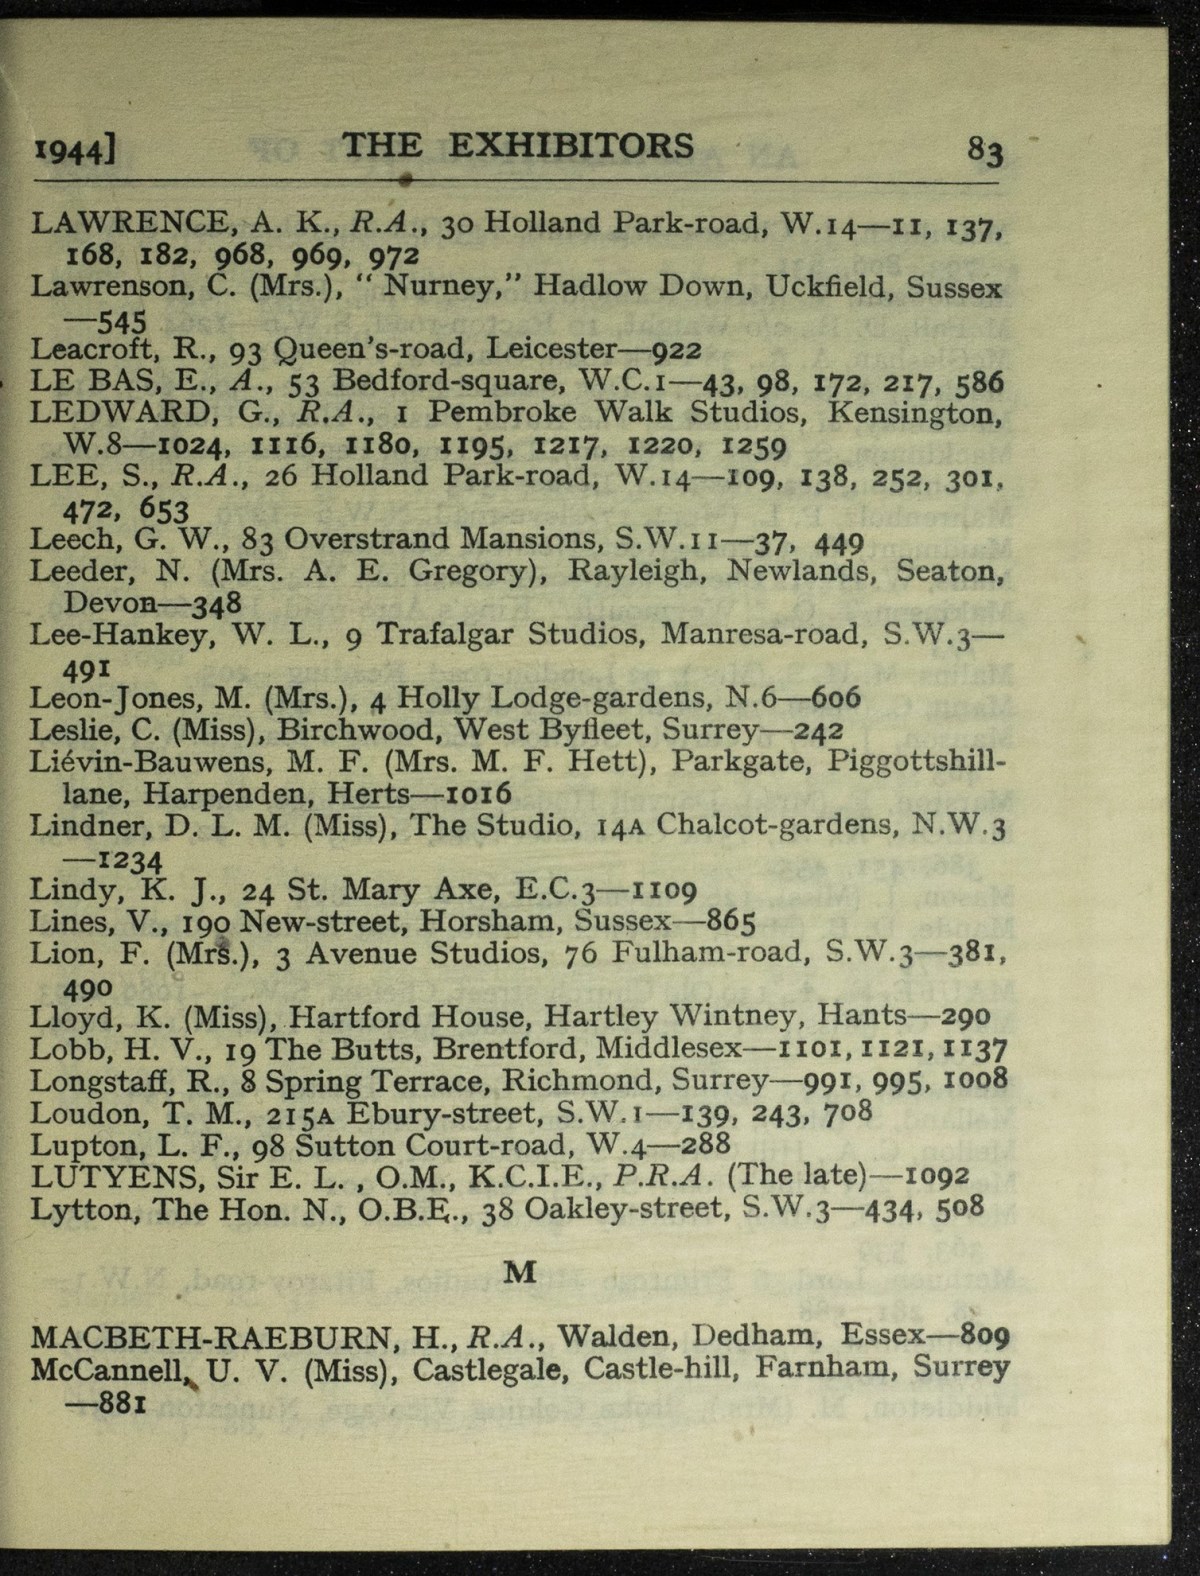 1944] THE EXHIBITORS 83
LAWRENCE, A. K., R.A., 30 Holland Park-road, W.14—11, 137,
168, 182, 968, 969, 972
Lawrenson, C. (Mrs.), “ Nurney,” Hadlow Down, Uckfield, Sussex
—545
Leacroft, R., 93 Queen’s-road, Leicester—922
LE BAS, E., A., 53 Bedford-square, W.C.1—43, 98, 172, 217, 586
LEDWARD, G., R.A., 1 Pembroke Walk Studios, Kensington,
W.8—1024, 1116, 1180, 1195, 1217, 1220, 1259
LEE, S., R.A., 26 Holland Park-road, W.14—109, 138, 252, 301,
472, 653
Leech, G. W., 83 Overstrand Mansions, S.W.11—37, 449
Leeder, N. (Mrs. A. E. Gregory), Rayleigh, Newlands, Seaton,
Devon—348
Lee-Hankey, W. L., 9 Trafalgar Studios, Manresa-road, S.W.3—
491
Leon-Jones, M. (Mrs.), 4 Holly Lodge-gardens, N.6—606
Leslie, C. (Miss), Birchwood, West Byfleet, Surrey—242
Liévin-Bauwens, M. F. (Mrs. M. F. Hett), Parkgate, Piggottshill-
lane, Harpenden, Herts—1016
Lindner, D. L. M. (Miss), The Studio, 14A Chalcot-gardens, N.W.3
—1234
Lindy, K. J., 24 St. Mary Axe, E.C.3—1109
Lines, V., 190 New-street, Horsham, Sussex—865
Lion, F. (Mrs.), 3 Avenue Studios, 76 Fulham-road, S.W.3—381,
490
Lloyd, K. (Miss), Hartford House, Hartley Wintney, Hants—290
Lobb, H. V., 19 The Butts, Brentford, Middlesex—1101, 1121, 1137
Longstaff, R., 8 Spring Terrace, Richmond, Surrey—991, 995, 1008
Loudon, T. M., 215A Ebury-street, S.W.1—139, 243, 708
Lupton, L. F., 98 Sutton Court-road, W.4—288
LUTYENS, Sir E. L. , O.M., K.C.I.E., P.R.A. (The late)—1092
Lytton, The Hon. N., O.B.E., 38 Oakley-street, S.W.3—434, 508
M
MACBETH-RAEBURN, H., R.A., Walden, Dedham, Essex—809
McCannell, U. V. (Miss), Castlegale, Castle-hill, Farnham, Surrey
—881